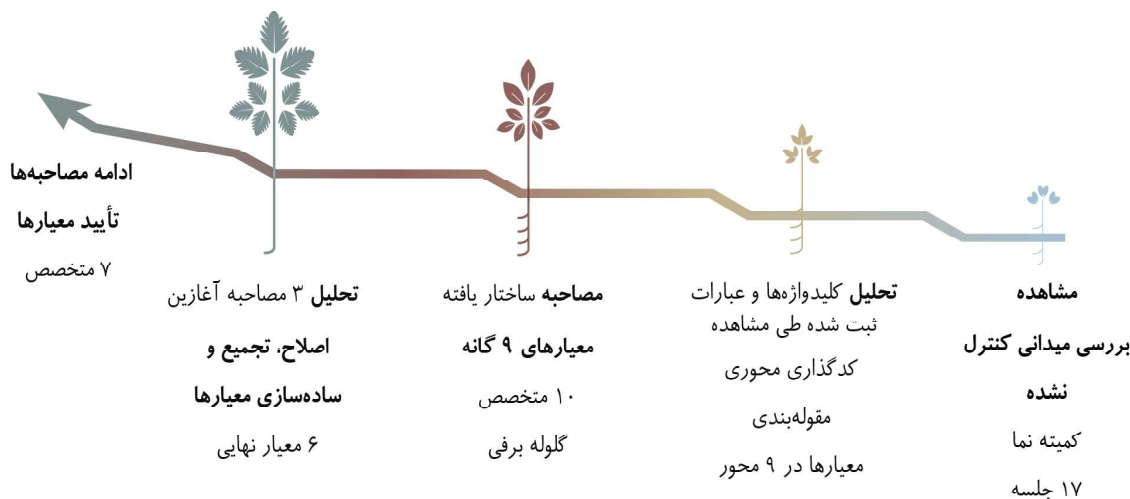 مشاهده
بررسی میدانی کنترل
نشده
کمیته نما
۱۷ جلسه
تحلیل کلیدواژه‌ها و عبارات
ثبت شده طی مشاهده
کدگذاری محوری
مقوله‌بندی
معیارها در ۹ محور
مصاحبه ساختار یافته
معیارهای ۹ گانه
۱۰ متخصص
گلوله برفی
تحلیل ۳ مصاحبه آغازین
اصلاح، تجمیع و
ساده‌سازی معیارها
۶ معیار نهایی
ادامه مصاحبه‌ها
تأیید معیارها
۷ متخصص